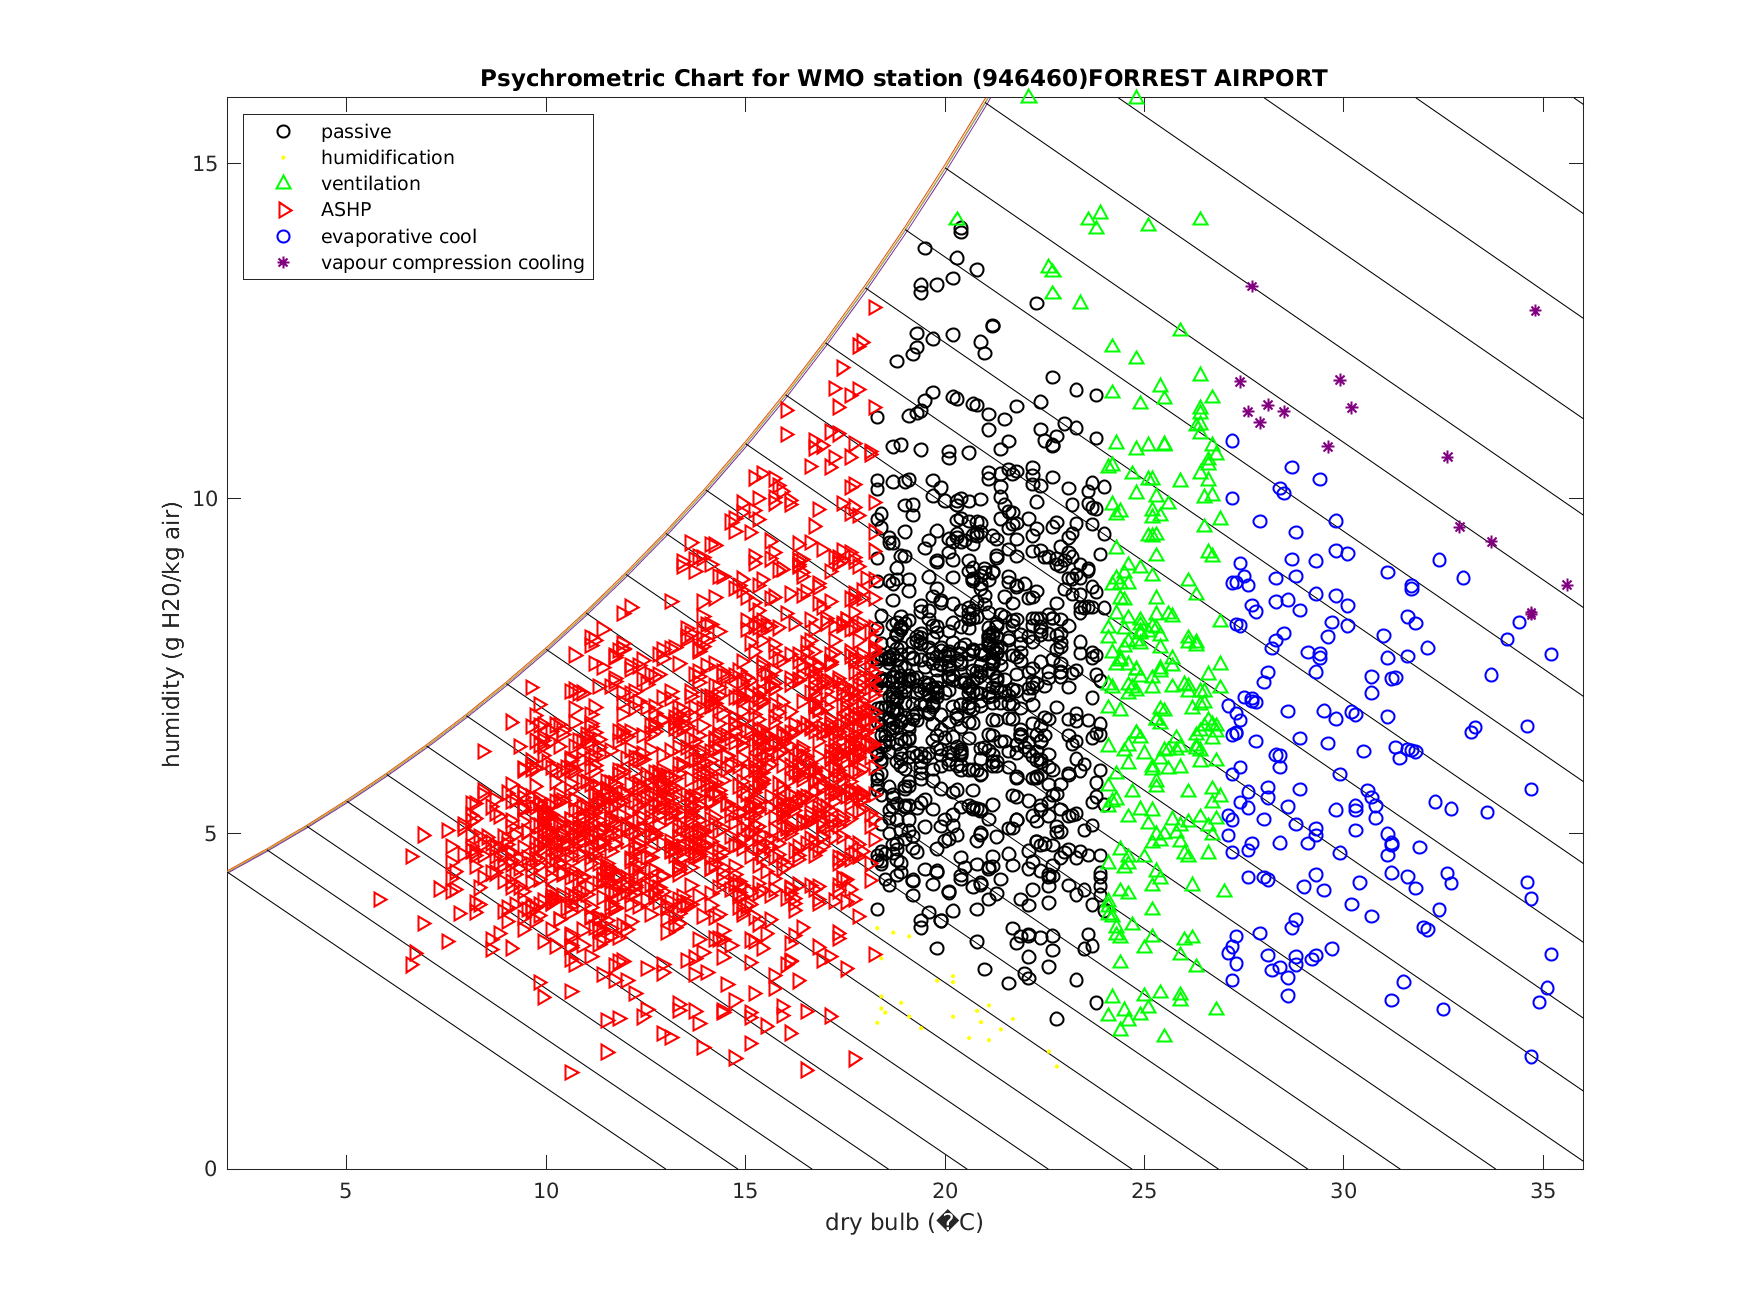 Psychrometric Chart for WMO station (946460)FORREST AIRPORT
passive
humidification
ventilation
ASHP
evaporative cool
vapour compression cooling
15
10
5
0
humidity (g H20/kg air)
5 10 15 20 25 30 35
dry bulb (�C)